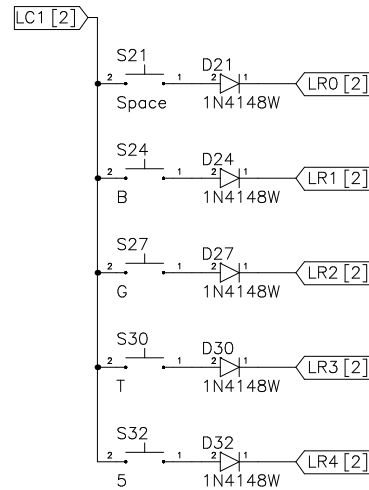 LC1 [2]
S21
D21
2 1 2 1
LR0 [2]
Space
1N4148W
S24
D24
2 1 2 1
LR1 [2]
B
1N4148W
S27
D27
2 1 2 1
LR2 [2]
G
1N4148W
S30
D30
2 1 2 1
LR3 [2]
T
1N4148W
S32
D32
2 1 2 1
LR4 [2]
5
1N4148W